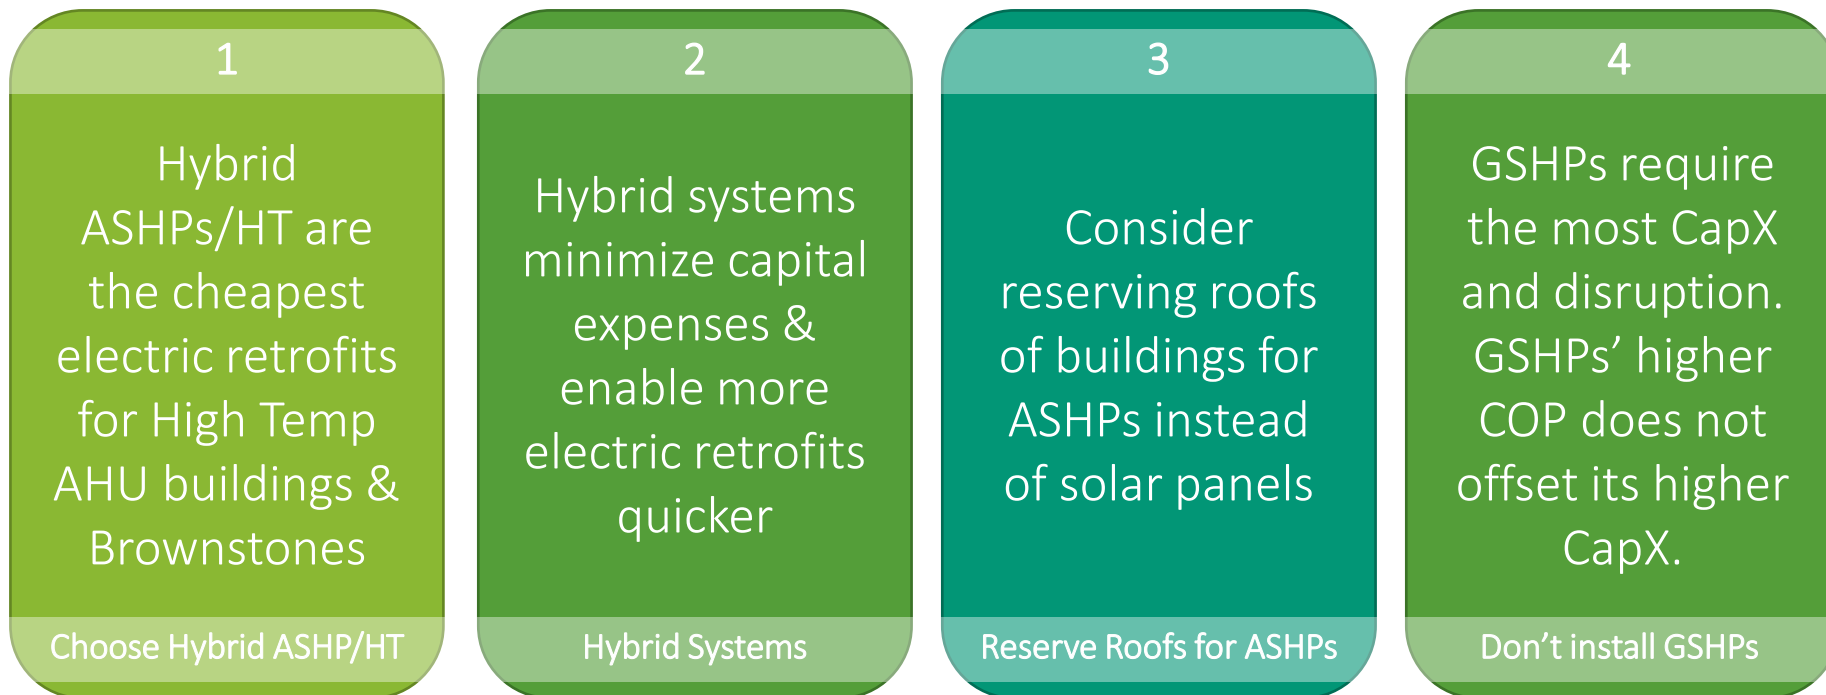 1
Hybrid
ASHPs/HT are
the cheapest
electric retrofits
for High Temp
AHU buildings &
Brownstones
Choose Hybrid ASHP/HT
2
Hybrid systems
minimize capital
expenses &
enable more
electric retrofits
quicker
Hybrid Systems
3
Consider
reserving roofs
of buildings for
ASHPs instead
of solar panels
Reserve Roofs for ASHPs
4
GSHPs require
the most CapX
and disruption.
GSHPs’ higher
COP does not
offset its higher
CapX.
Don’t install GSHPs